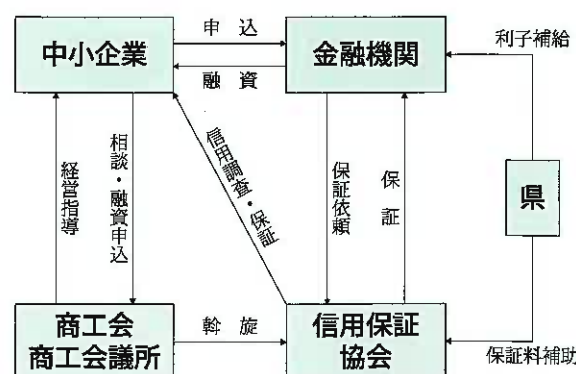 中小企業
申込
金融機関
融資
利子補給
経営指導
相談・融資申込
信用調査・保証
保証依頼
保証
県
商工会
商工会議所
斡旋
信用保証
協会
保証料補助